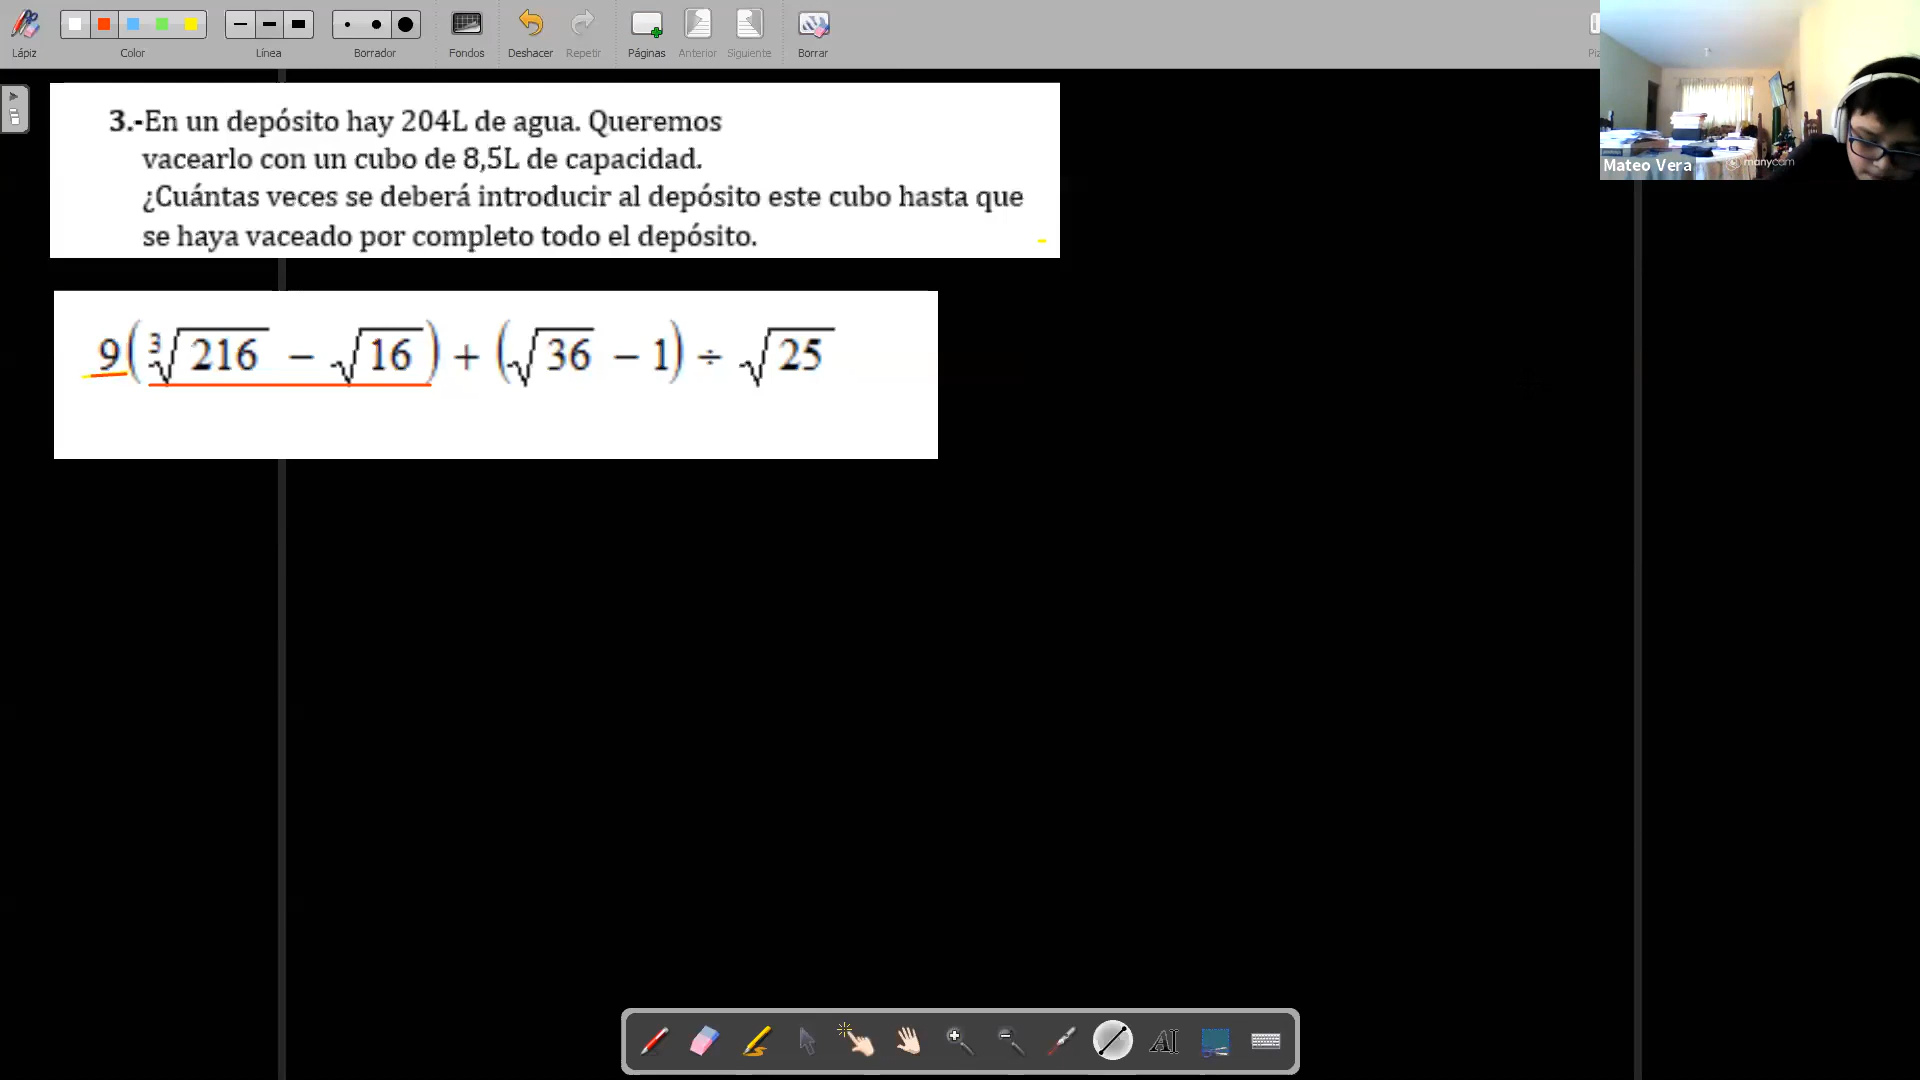 Lápiz
Color
Línea
Borrador
Fondos
Deshacer
Repetir
Páginas
Anterior
Siguiente
Borrar
Mateo Vera
manycam
3.-En un depósito hay 204L de agua. Queremos
vacearlo con un cubo de 8,5L de capacidad.
¿Cuántas veces se deberá introducir al depósito este cubo hasta que
se haya vaceado por completo todo el depósito.
9(∛216 − √16) + (√36 − 1) ÷ √25